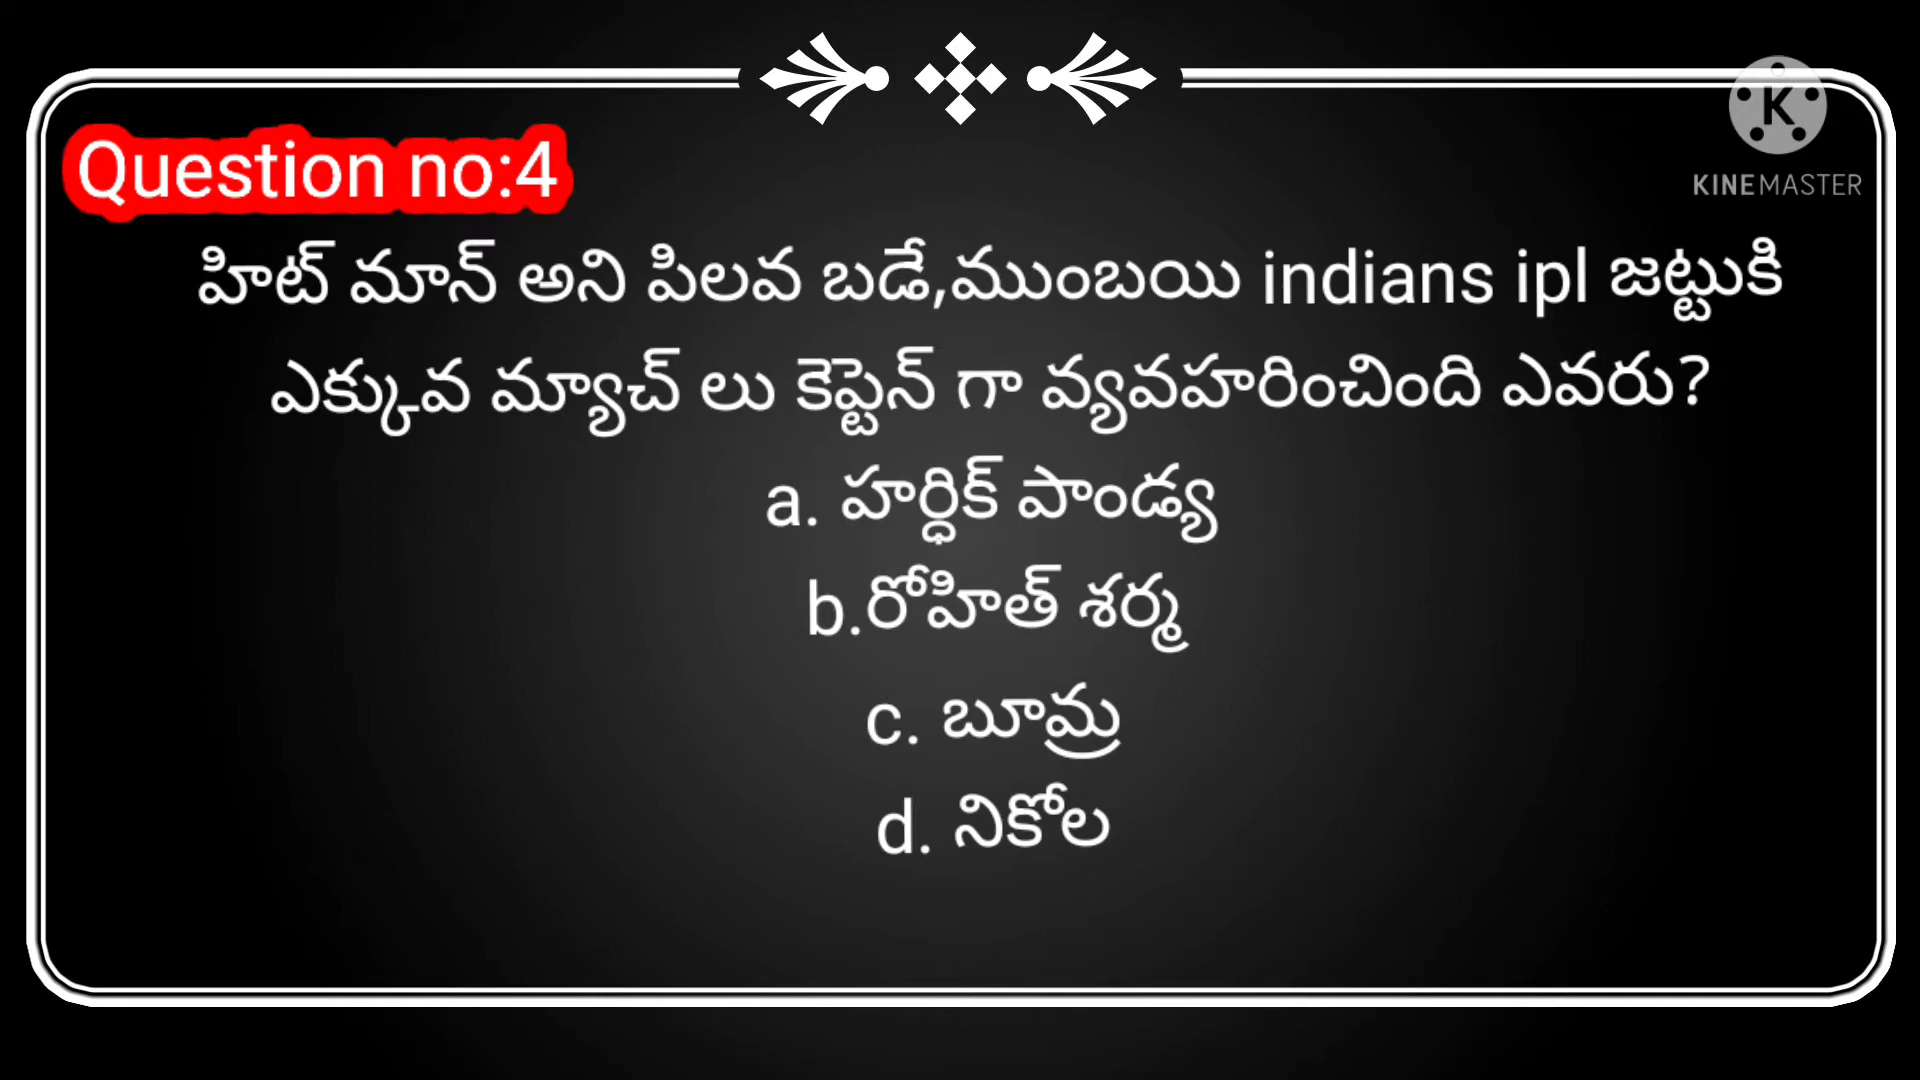 Question no:4
K
KINEMASTER
హిట్ మాన్ అని పిలవ బడే,ముంబయి indians ipl జట్టుకి
ఎక్కువ మ్యాచ్ లు కెప్టెన్ గా వ్యవహరించింది ఎవరు?
a. హర్ధిక్ పాండ్య
b.రోహిత్ శర్మ
c. బూమ్ర
d. నికోల